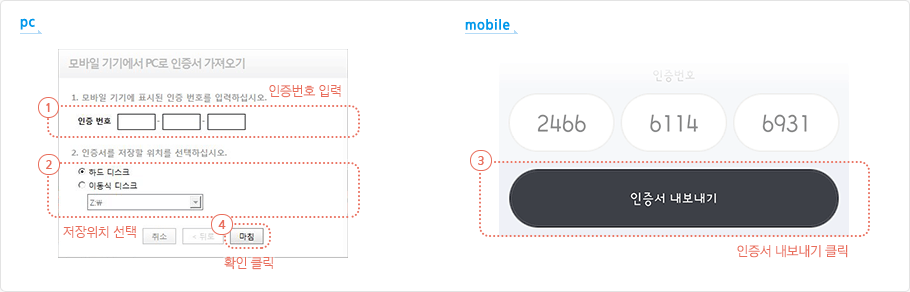 pc
모바일 기기에서 PC로 인증서 가져오기
1. 모바일 기기에 표시된 인증 번호를 입력하십시오.
인증번호 입력
1
인증 번호 - -
2. 인증서를 저장할 위치를 선택하십시오.
2
하드 디스크
이동식 디스크
Z:₩
저장위치 선택
취소
< 뒤로
4
마침
확인 클릭
mobile
인증번호
2466 6114 6931
3
인증서 내보내기
인증서 내보내기 클릭